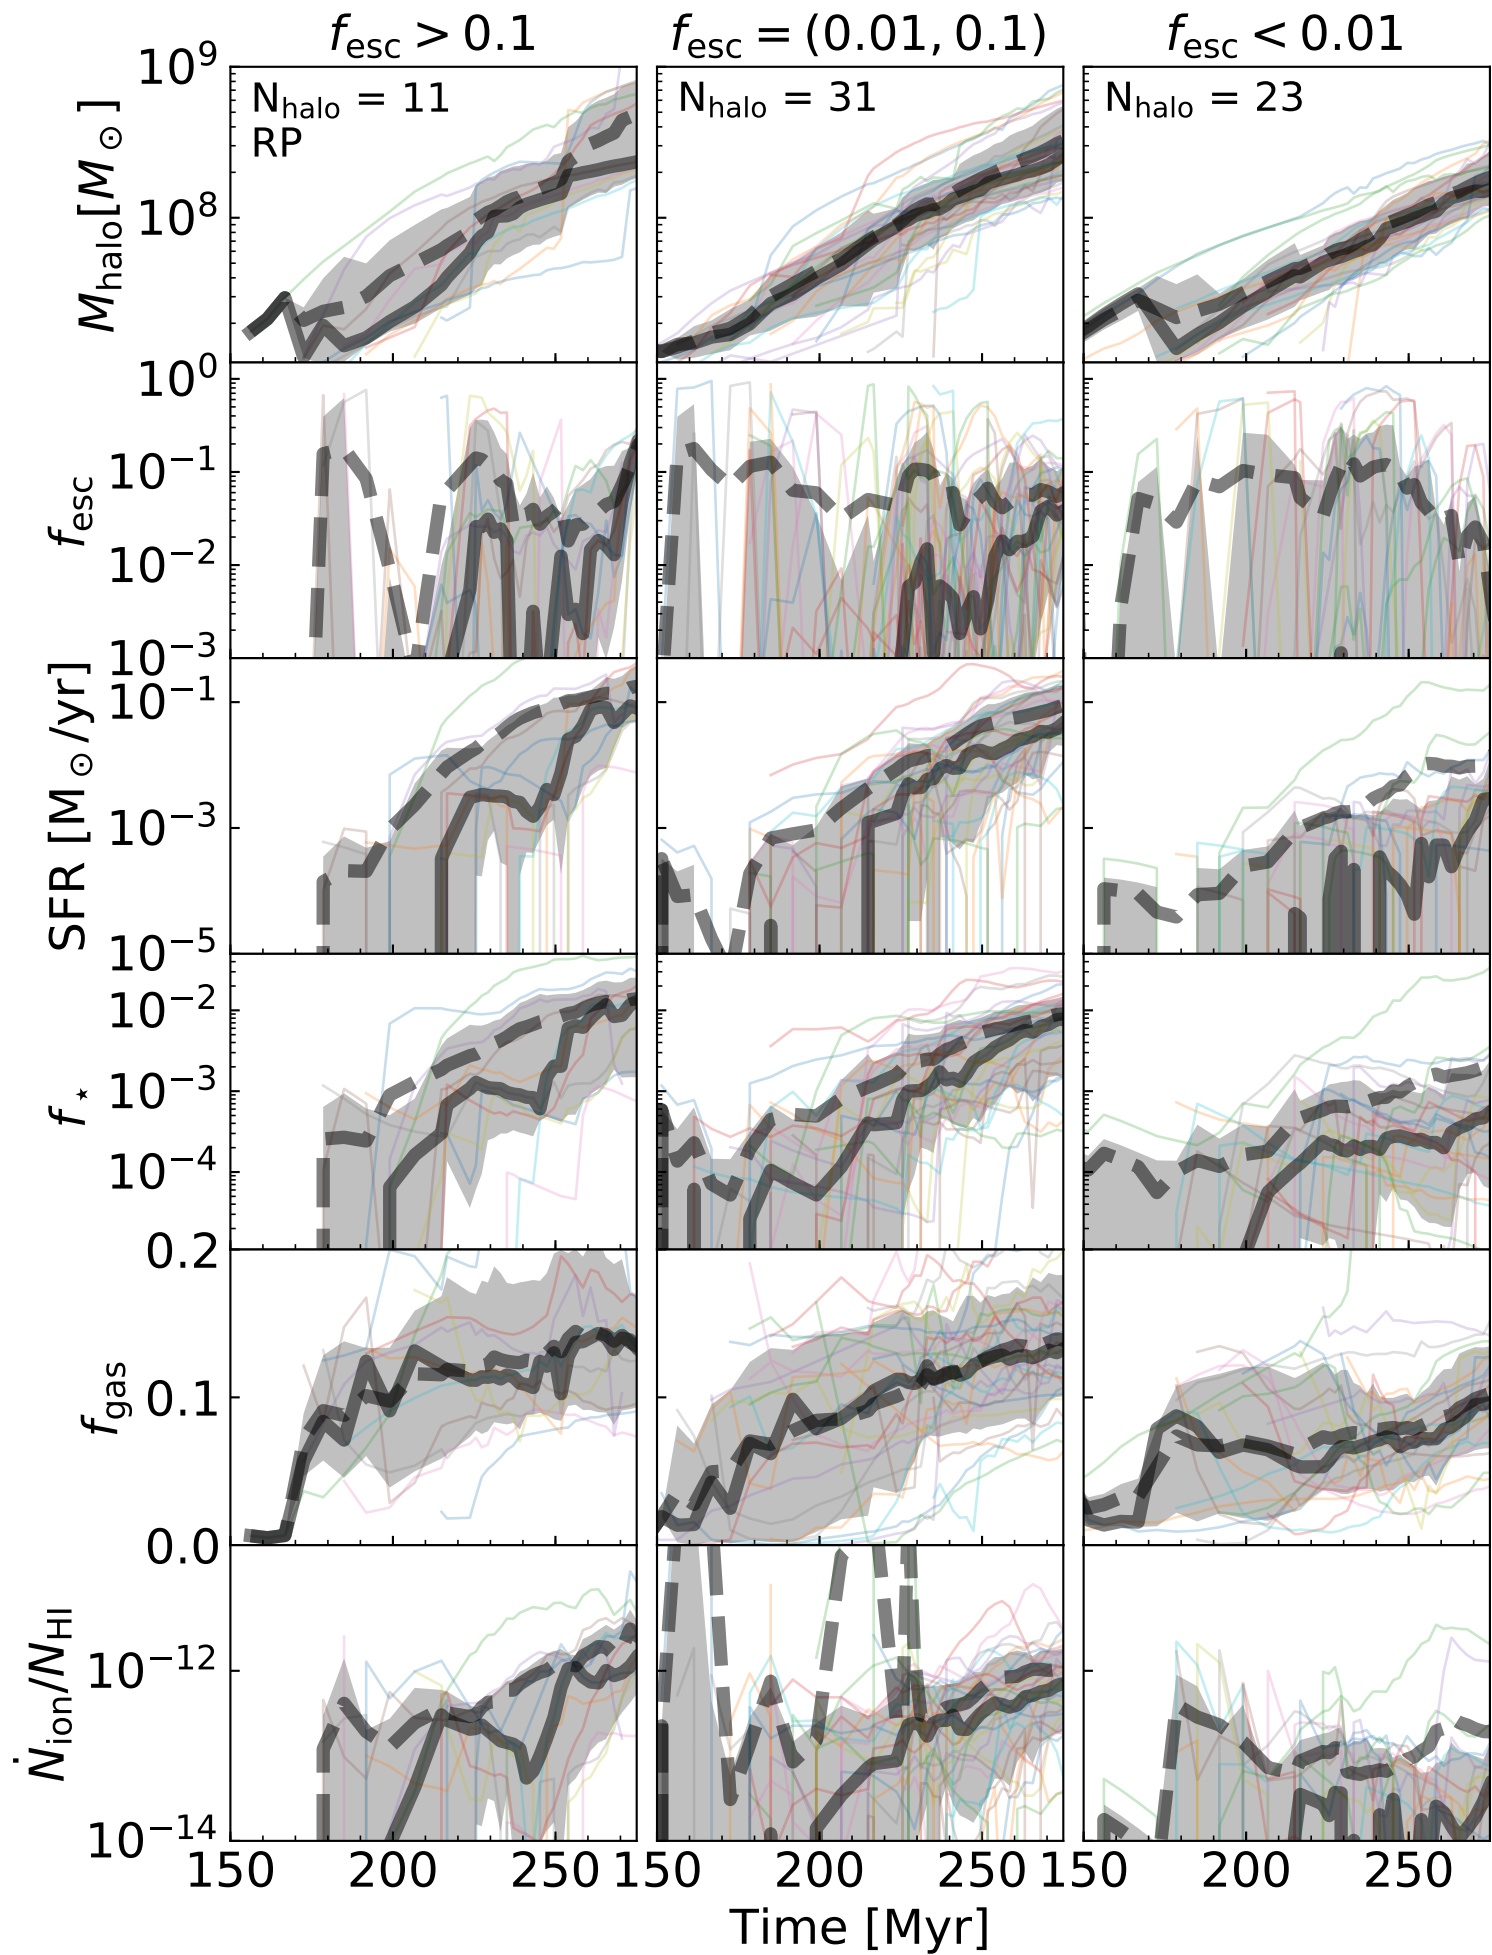 f_esc > 0.1
f_esc = (0.01, 0.1)
f_esc < 0.01
N_halo = 11
RP
N_halo = 31
N_halo = 23
M_halo[M_⊙]
10^9
10^8
f_esc
10^0
10^−1
10^−2
10^−3
SFR [M_⊙/yr]
10^1
10^−1
10^−3
10^−5
f_⋆
10^−2
10^−3
10^−4
f_gas
0.2
0.1
0.0
Ṅ_ion/N_HI
10^−12
10^−14
150 200 250 150 200 250 150 200 250
Time [Myr]